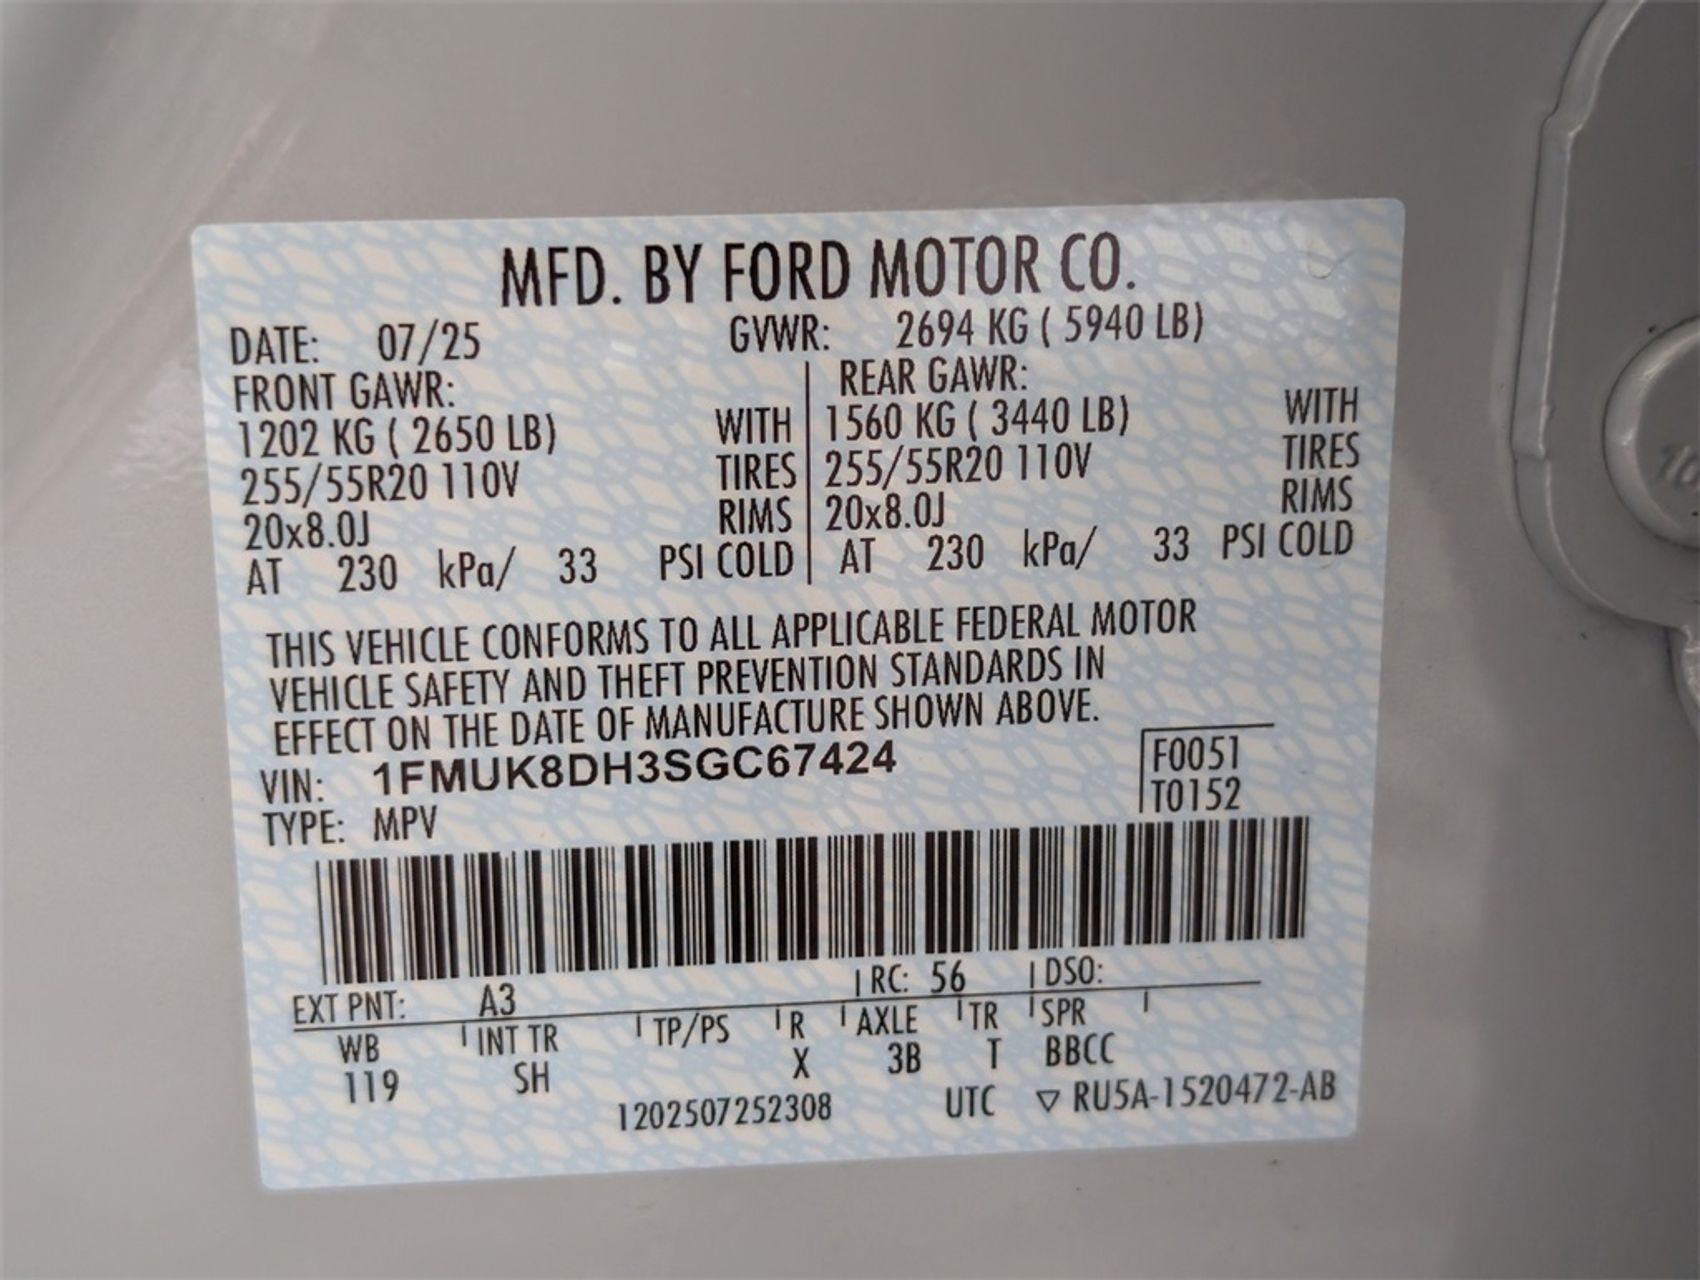 MFD. BY FORD MOTOR CO.
DATE: 07/25 GVWR: 2694 KG ( 5940 LB)
FRONT GAWR: REAR GAWR:
1202 KG ( 2650 LB) WITH 1560 KG ( 3440 LB) WITH
255/55R20 110V TIRES 255/55R20 110V TIRES
20x8.0J RIMS 20x8.0J RIMS
AT 230 kPa/ 33 PSI COLD AT 230 kPa/ 33 PSI COLD
THIS VEHICLE CONFORMS TO ALL APPLICABLE FEDERAL MOTOR
VEHICLE SAFETY AND THEFT PREVENTION STANDARDS IN
EFFECT ON THE DATE OF MANUFACTURE SHOWN ABOVE.
VIN: 1FMUK8DH3SGC67424 F0051
TYPE: MPV T0152
EXT PNT: A3 RC: 56 DSO:
WB INT TR TP/PS R AXLE TR SPR
119 SH X 3B T BBCC
1202507252308 UTC ▽ RU5A-1520472-AB